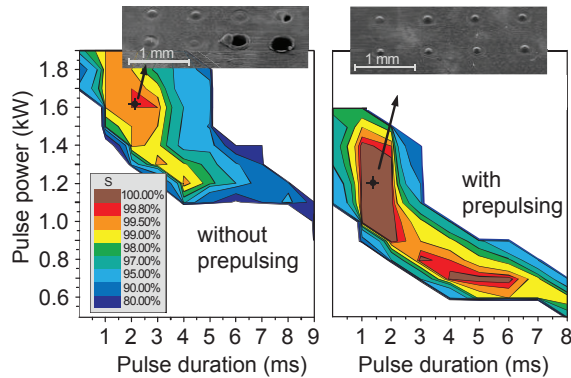 1 mm
1 mm
Pulse power (kW)
1.8
1.6
1.4
1.2
1.0
0.8
0.6
S
100.00%
99.80%
99.50%
99.00%
98.00%
97.00%
95.00%
90.00%
80.00%
without
prepulsing
with
prepulsing
1 2 3 4 5 6 7 8 9
1 2 3 4 5 6 7 8
Pulse duration (ms)
Pulse duration (ms)